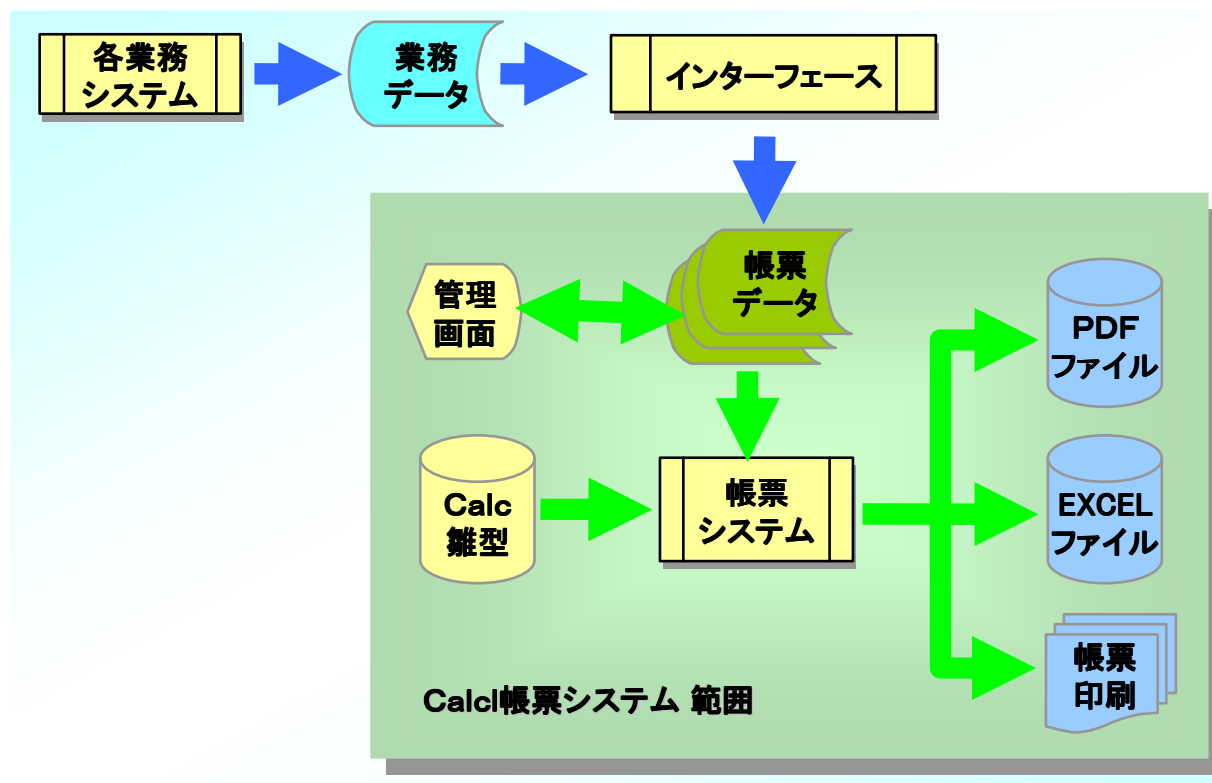 各業務
システム
業務
データ
インターフェース
帳票
データ
管理
画面
PDF
ファイル
Calc
雛型
帳票
システム
EXCEL
ファイル
帳票
印刷
Calcl帳票システム 範囲